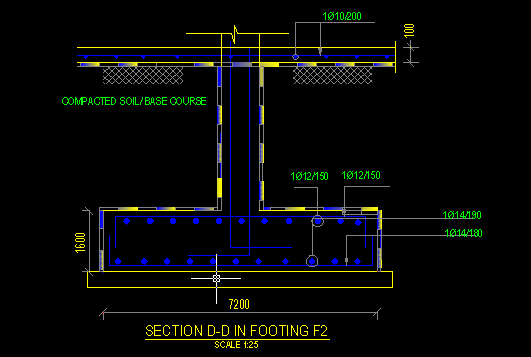 1Ø10/200
100
COMPACTED SOIL/BASE COURSE
1Ø12/150
1Ø12/150
1Ø14/190
1Ø14/180
1600
7200
SECTION D-D IN FOOTING F2
SCALE 1:25